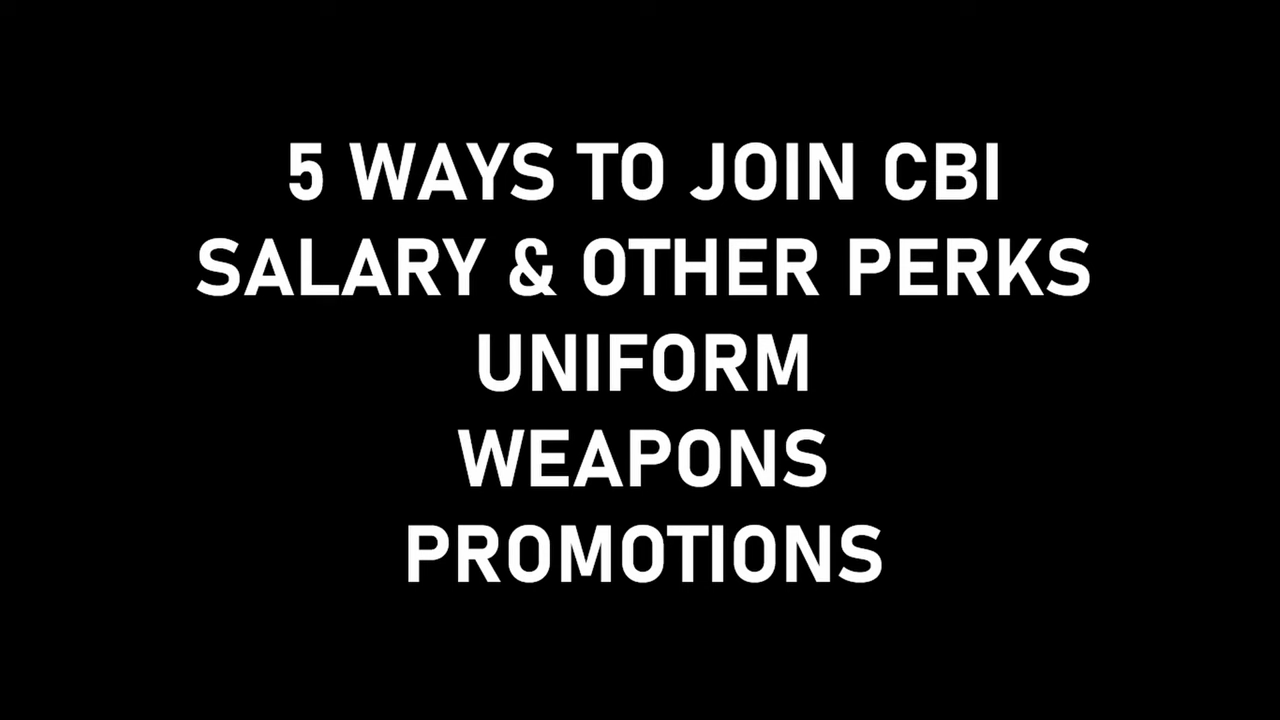 5 WAYS TO JOIN CBI
SALARY & OTHER PERKS
UNIFORM
WEAPONS
PROMOTIONS